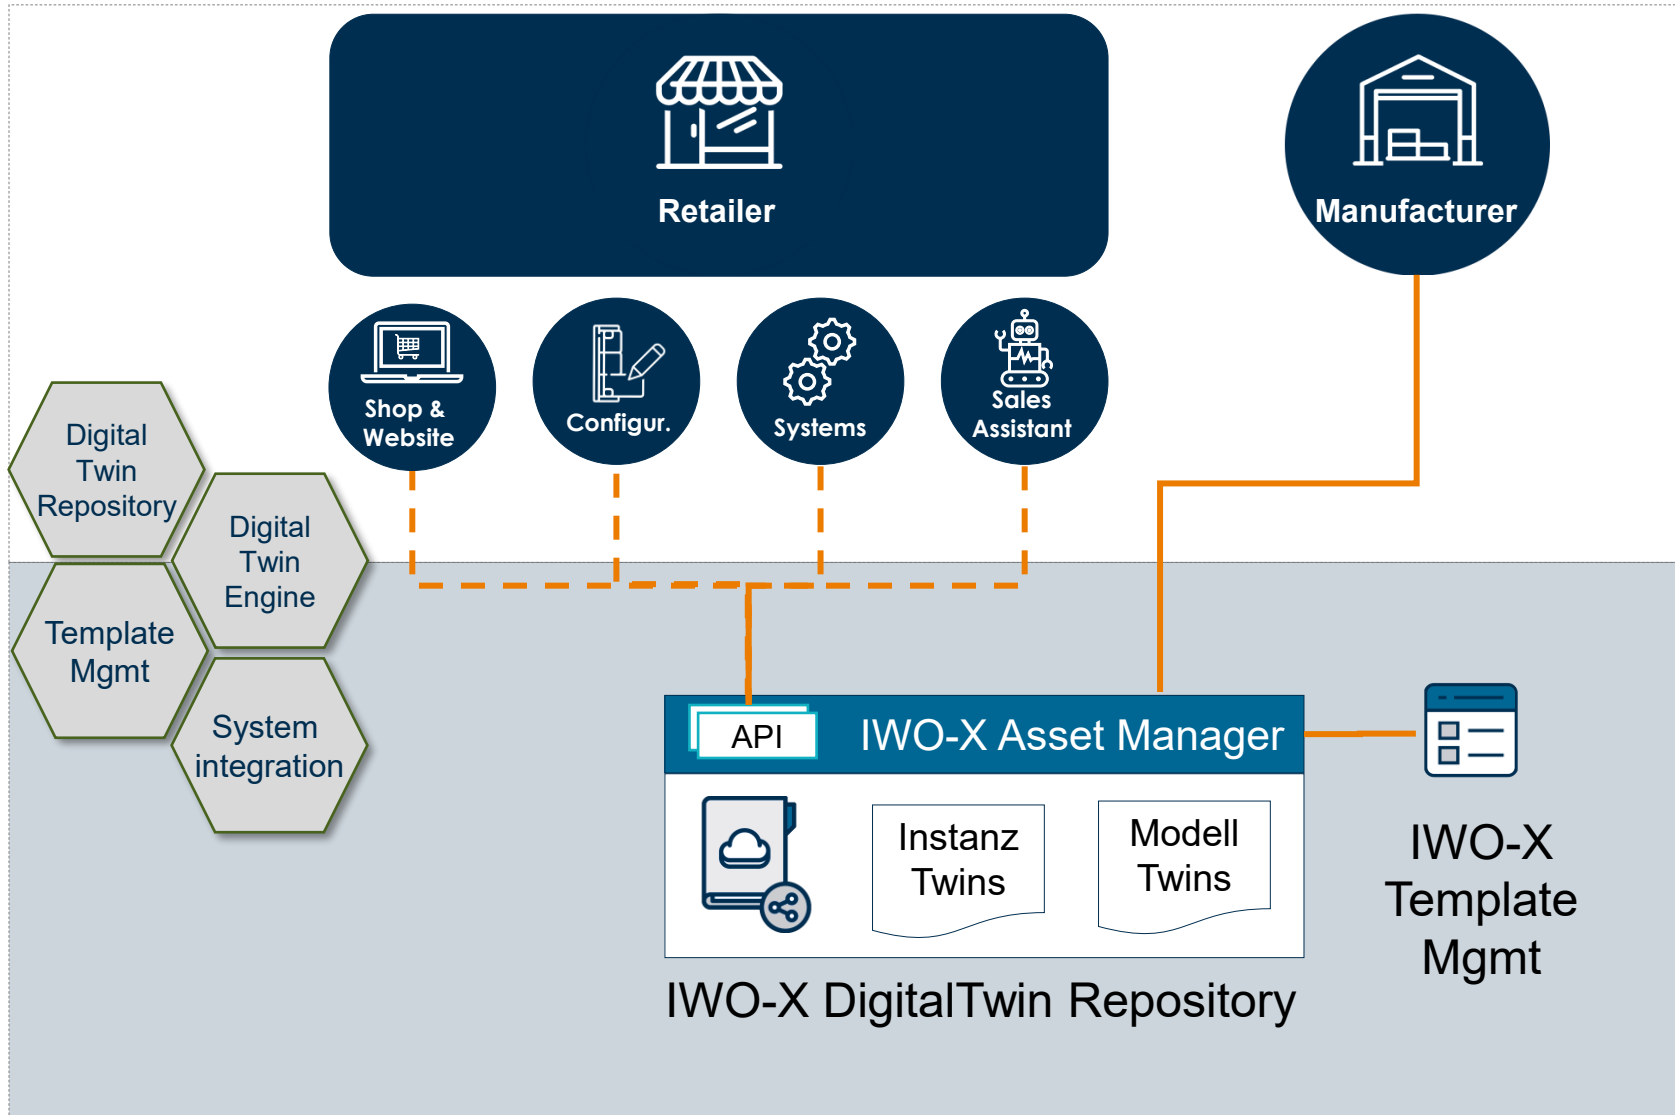 Retailer
Manufacturer
Shop &
Website
Configur.
Systems
Sales
Assistant
Digital
Twin
Repository
Digital
Twin
Engine
Template
Mgmt
System
integration
API
IWO-X Asset Manager
Instanz
Twins
Modell
Twins
IWO-X
Template
Mgmt
IWO-X DigitalTwin Repository